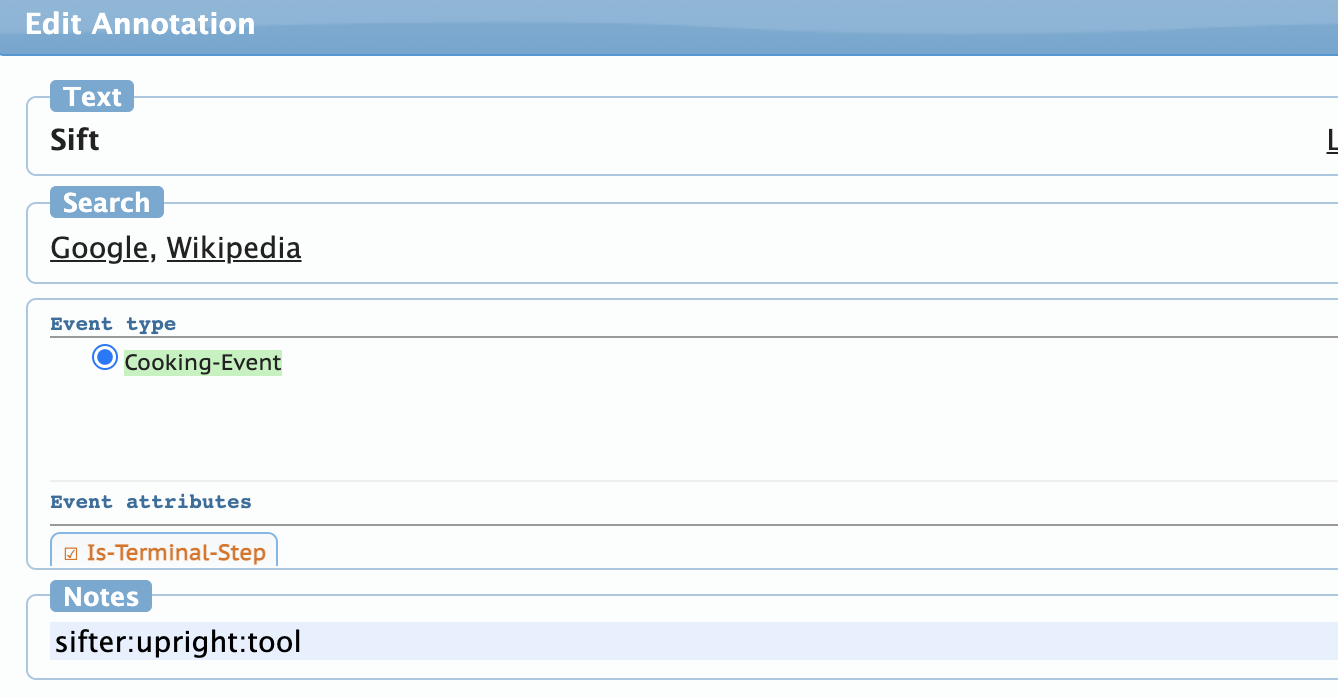 Edit Annotation
Text
Sift
L
Search
Google, Wikipedia
Event type
Cooking-Event
Event attributes
☑ Is-Terminal-Step
Notes
sifter:upright:tool